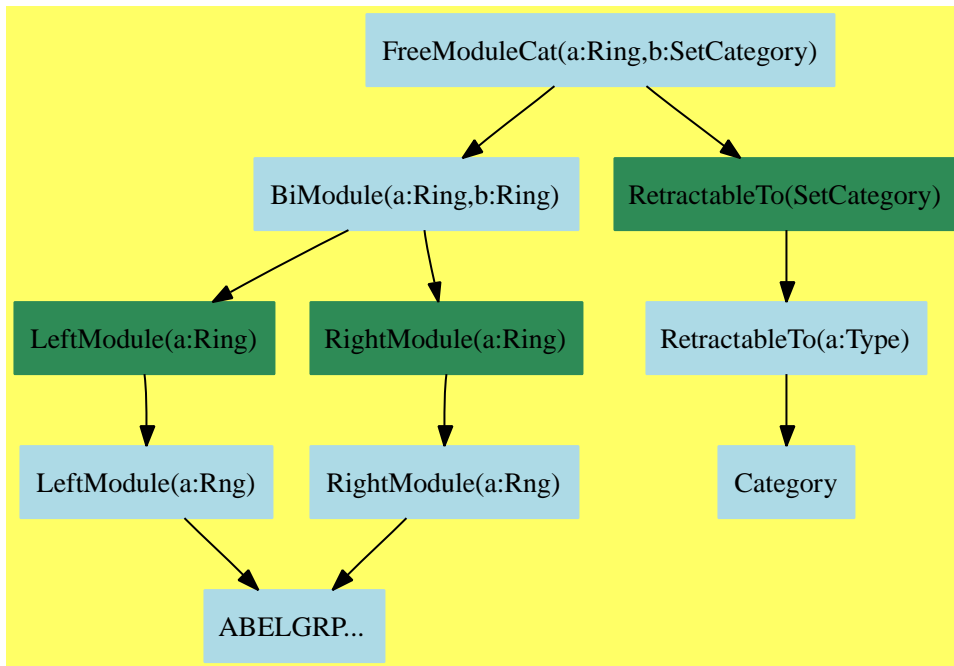 FreeModuleCat(a:Ring,b:SetCategory)
BiModule(a:Ring,b:Ring)
RetractableTo(SetCategory)
LeftModule(a:Ring)
RightModule(a:Ring)
RetractableTo(a:Type)
LeftModule(a:Rng)
RightModule(a:Rng)
Category
ABELGRP...